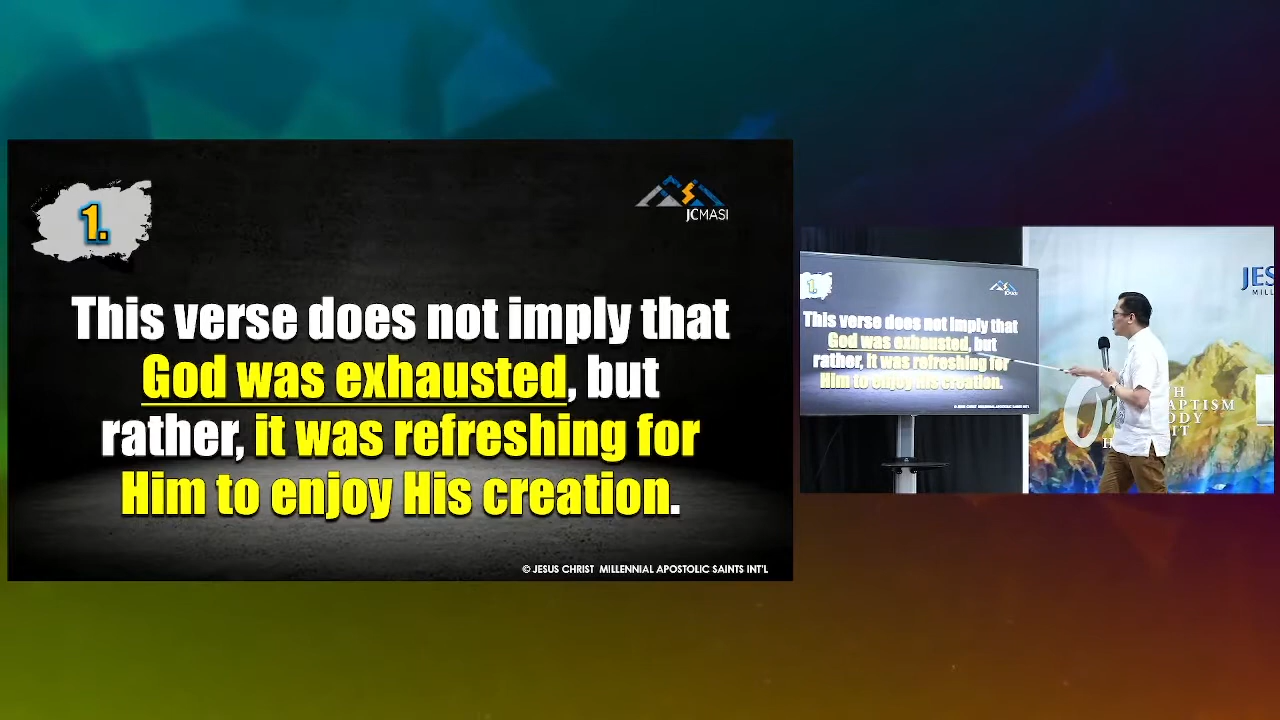 1.
JCMASI
This verse does not imply that
God was exhausted, but
rather, it was refreshing for
Him to enjoy His creation.
© JESUS CHRIST MILLENNIAL APOSTOLIC SAINTS INT'L
1.
This verse does not imply that
God was exhausted, but
rather, it was refreshing for
Him to enjoy His creation.
JES
MILL